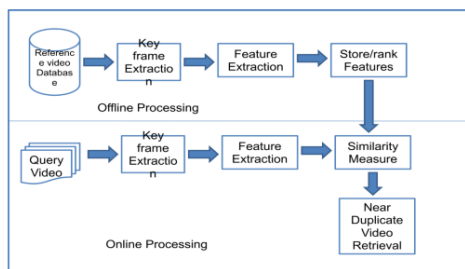 Referenc
e video
Databas
e
Key
frame
Extractio
n
Feature
Extraction
Store/rank
Features
Offline Processing
Query
Video
Key
frame
Extractio
n
Feature
Extraction
Similarity
Measure
Near
Duplicate
Video
Retrieval
Online Processing